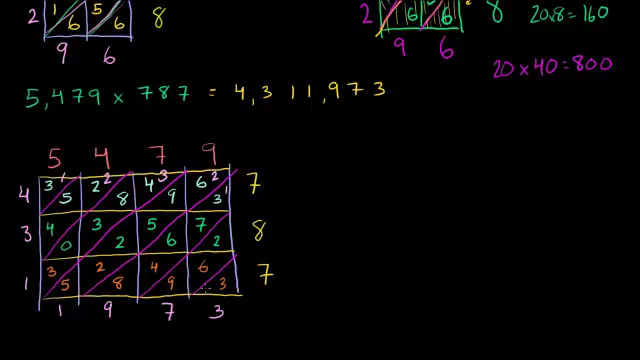 2 1 6 5 6 8
9 6
2 6 6 8
9 6
20·8=160
20 x 40 = 800
5,479 x 787 = 4,311,973
5 4 7 9
4 3 1 5 2 2 8 4 3 9 6 2 3 1 7
3 4 0 3 2 5 6 7 2 8
1 3 5 2 8 4 9 6 3 7
1 9 7 3